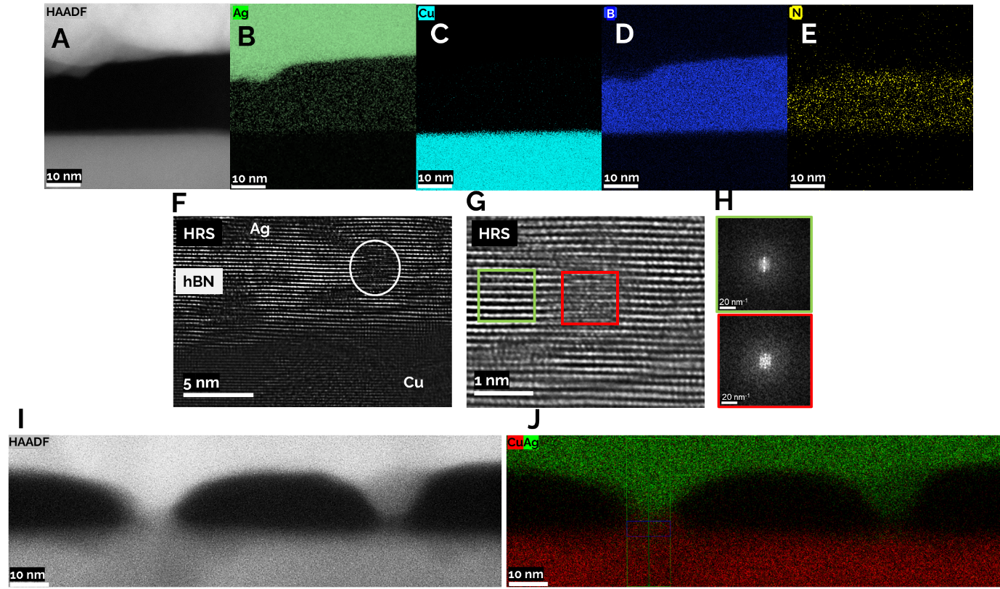 HAADF
A
Ag
B
Cu
C
B
D
N
E
10 nm
10 nm
10 nm
10 nm
10 nm
F
G
H
HRS
Ag
hBN
5 nm
Cu
HRS
1 nm
20 nm⁻¹
20 nm⁻¹
I
J
HAADF
CuAg
10 nm
10 nm